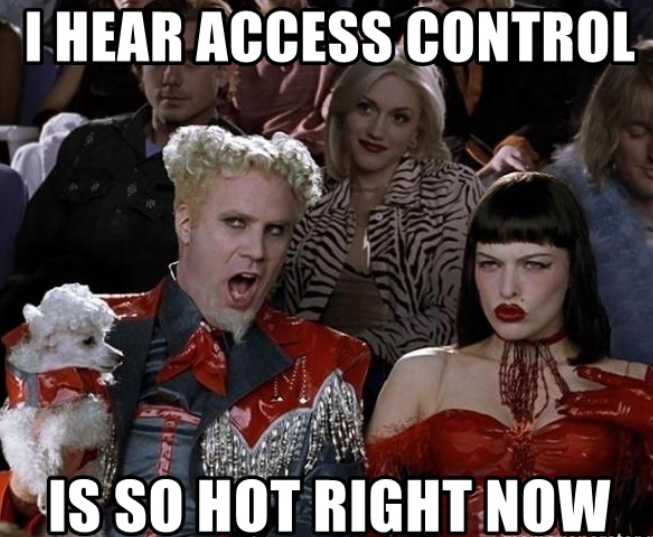 I HEAR ACCESS CONTROL
IS SO HOT RIGHT NOW